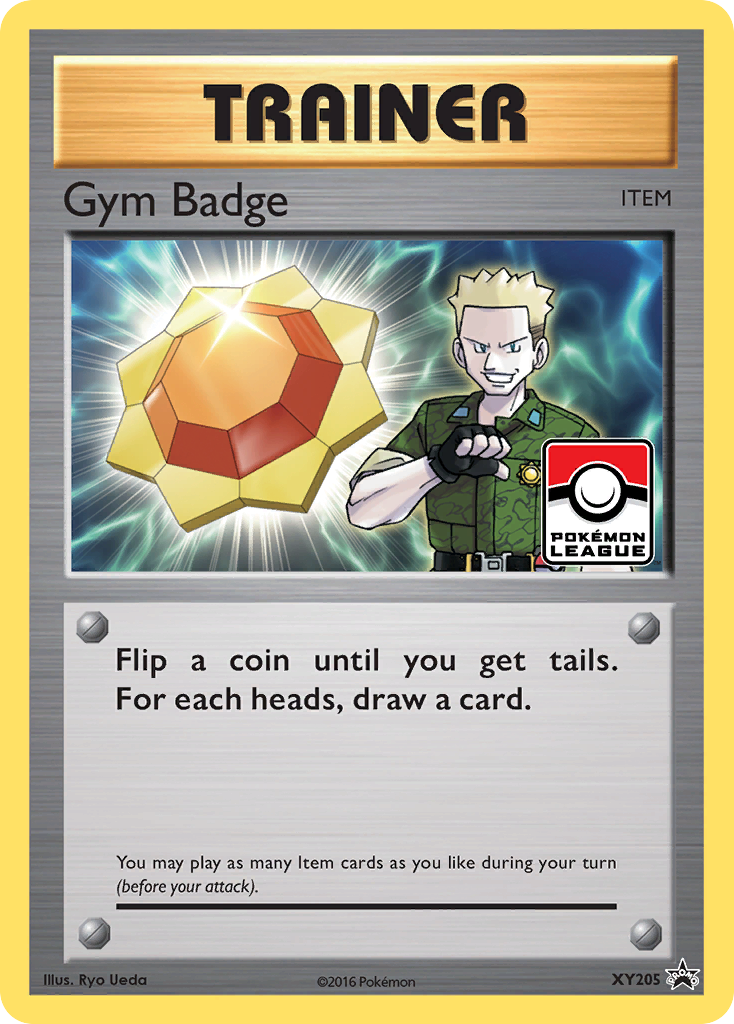 TRAINER
Gym Badge
ITEM
POKÉMON
LEAGUE
Flip a coin until you get tails.
For each heads, draw a card.
You may play as many Item cards as you like during your turn
(before your attack).
Illus. Ryo Ueda
©2016 Pokémon
XY205
PROMO